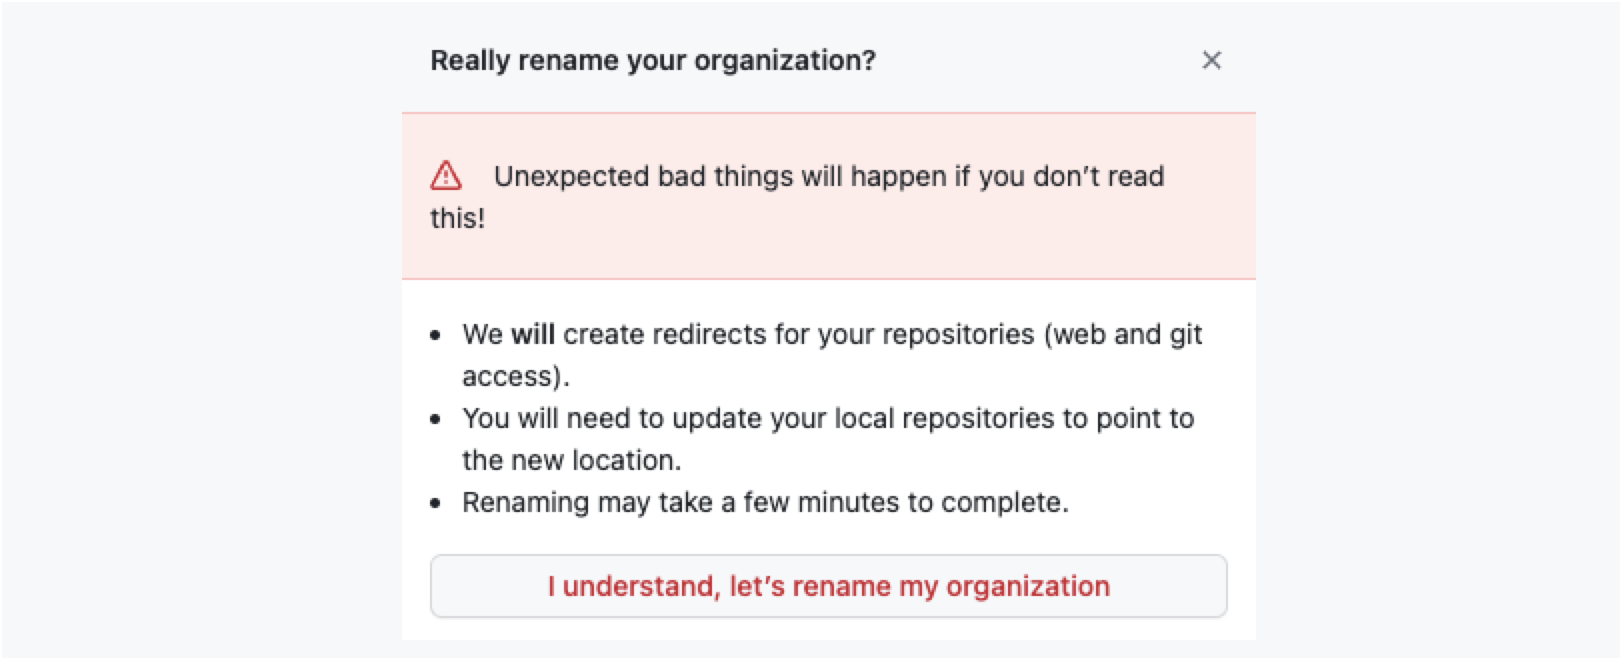 Really rename your organization?
Unexpected bad things will happen if you don’t read
this!
• We will create redirects for your repositories (web and git
access).
• You will need to update your local repositories to point to
the new location.
• Renaming may take a few minutes to complete.
I understand, let’s rename my organization